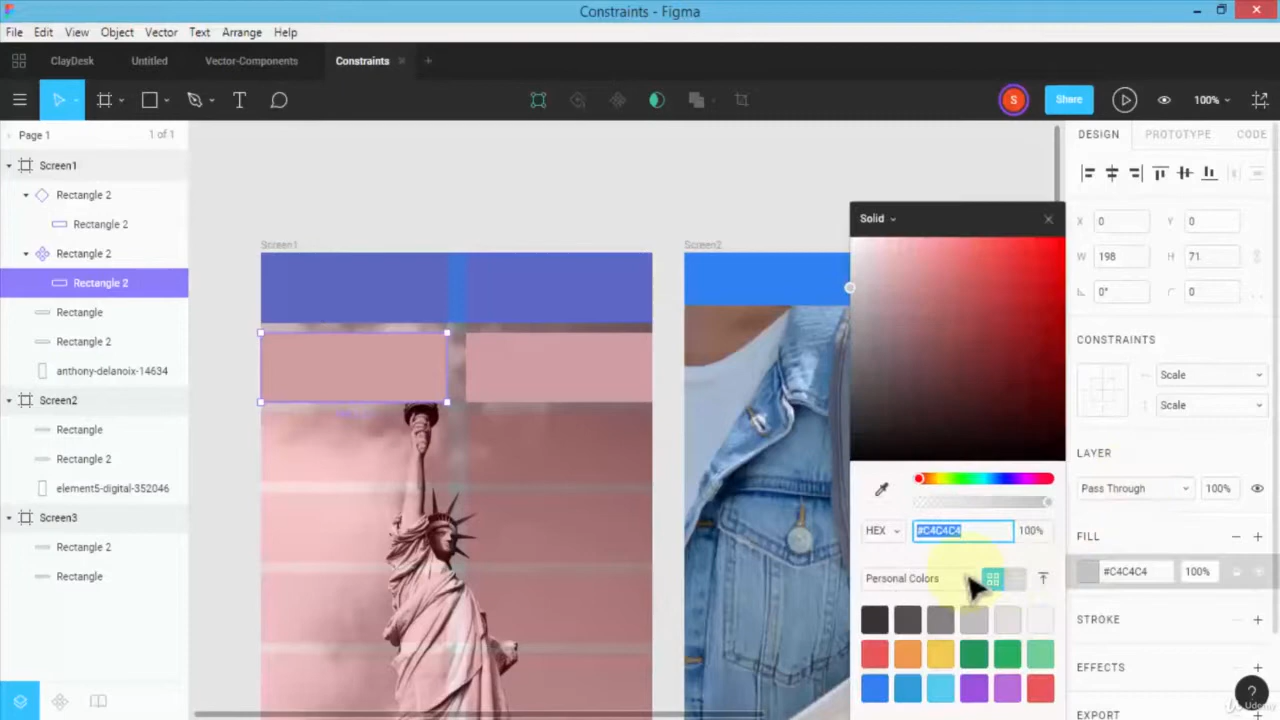 Constraints - Figma
File Edit View Object Vector Text Arrange Help
ClayDesk Untitled Vector-Components Constraints
S Share 100%
Page 1 1 of 1
DESIGN PROTOTYPE CODE
Screen1
Rectangle 2
Rectangle 2
Rectangle 2
Rectangle 2
Rectangle
Rectangle 2
anthony-delanoix-14634
Screen2
Rectangle
Rectangle 2
element5-digital-352046
Screen3
Rectangle 2
Rectangle
Screen1
Screen2
Solid
HEX #C4C4C4 100%
Personal Colors
X 0 Y 0
W 198 H 71
0° 0
CONSTRAINTS
Scale
Scale
LAYER
Pass Through 100%
FILL
#C4C4C4 100%
STROKE
EFFECTS
EXPORT
?
Udemy